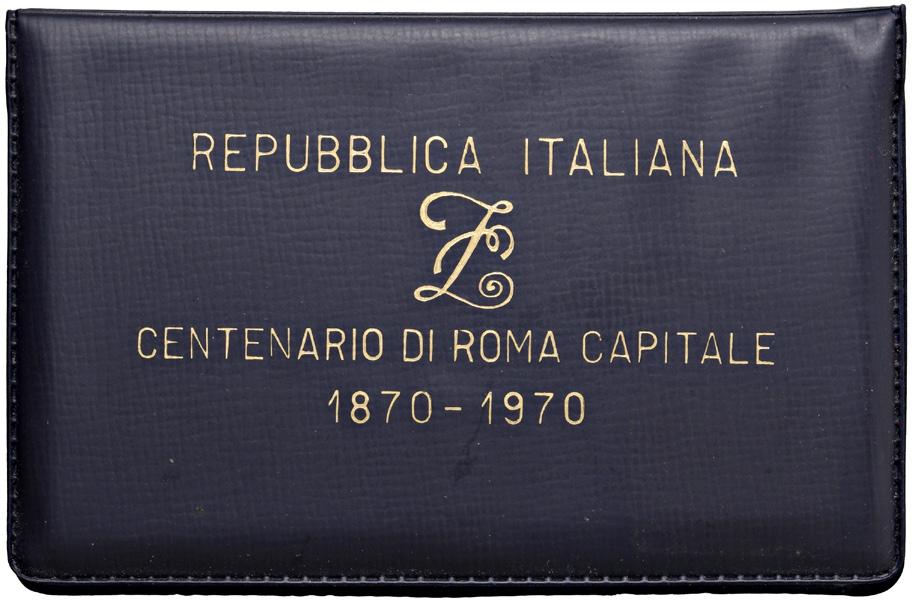 REPUBBLICA ITALIANA
CENTENARIO DI ROMA CAPITALE
1870-1970